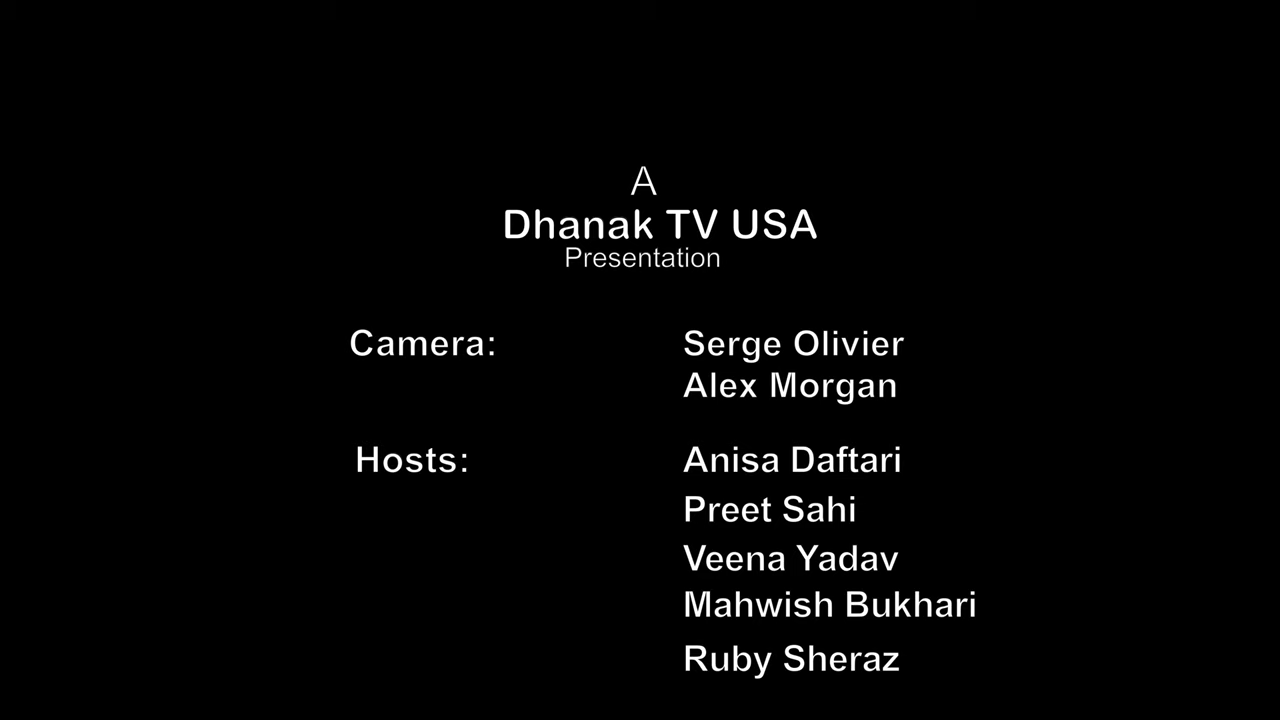 A
Dhanak TV USA
Presentation
Camera: Serge Olivier
Alex Morgan
Hosts: Anisa Daftari
Preet Sahi
Veena Yadav
Mahwish Bukhari
Ruby Sheraz